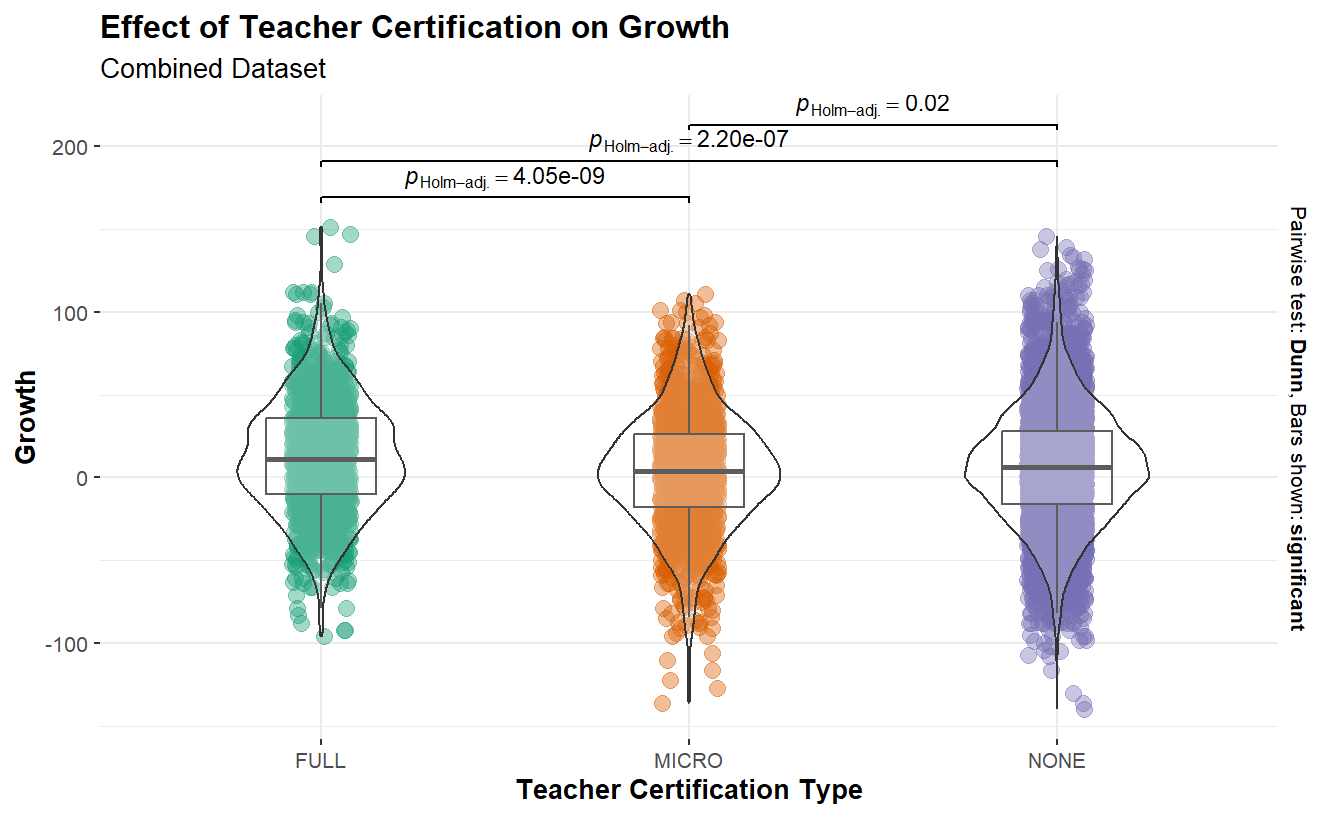 Effect of Teacher Certification on Growth
Combined Dataset
pHolm–adj. = 0.02
pHolm–adj. = 2.20e-07
pHolm–adj. = 4.05e-09
200
100
0
-100
Growth
Pairwise test: Dunn, Bars shown: significant
FULL MICRO NONE
Teacher Certification Type